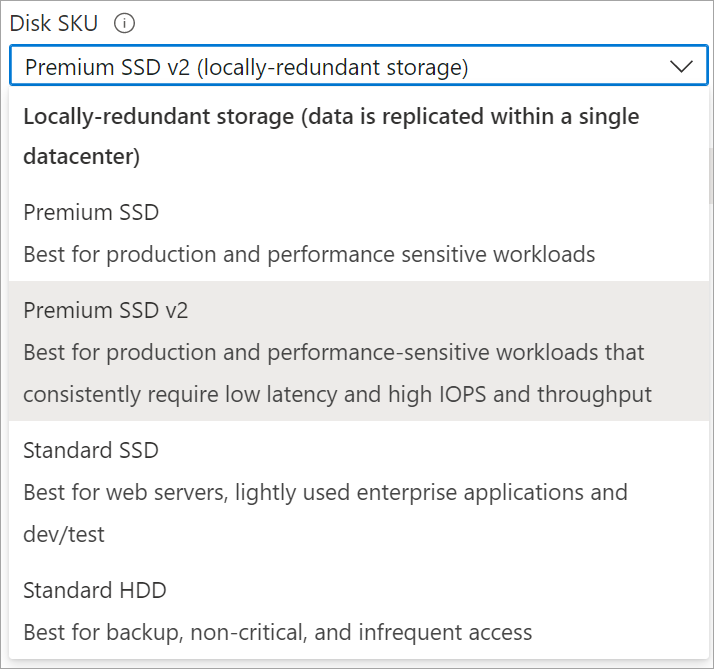 Disk SKU
Premium SSD v2 (locally-redundant storage)
Locally-redundant storage (data is replicated within a single
datacenter)
Premium SSD
Best for production and performance sensitive workloads
Premium SSD v2
Best for production and performance-sensitive workloads that
consistently require low latency and high IOPS and throughput
Standard SSD
Best for web servers, lightly used enterprise applications and
dev/test
Standard HDD
Best for backup, non-critical, and infrequent access